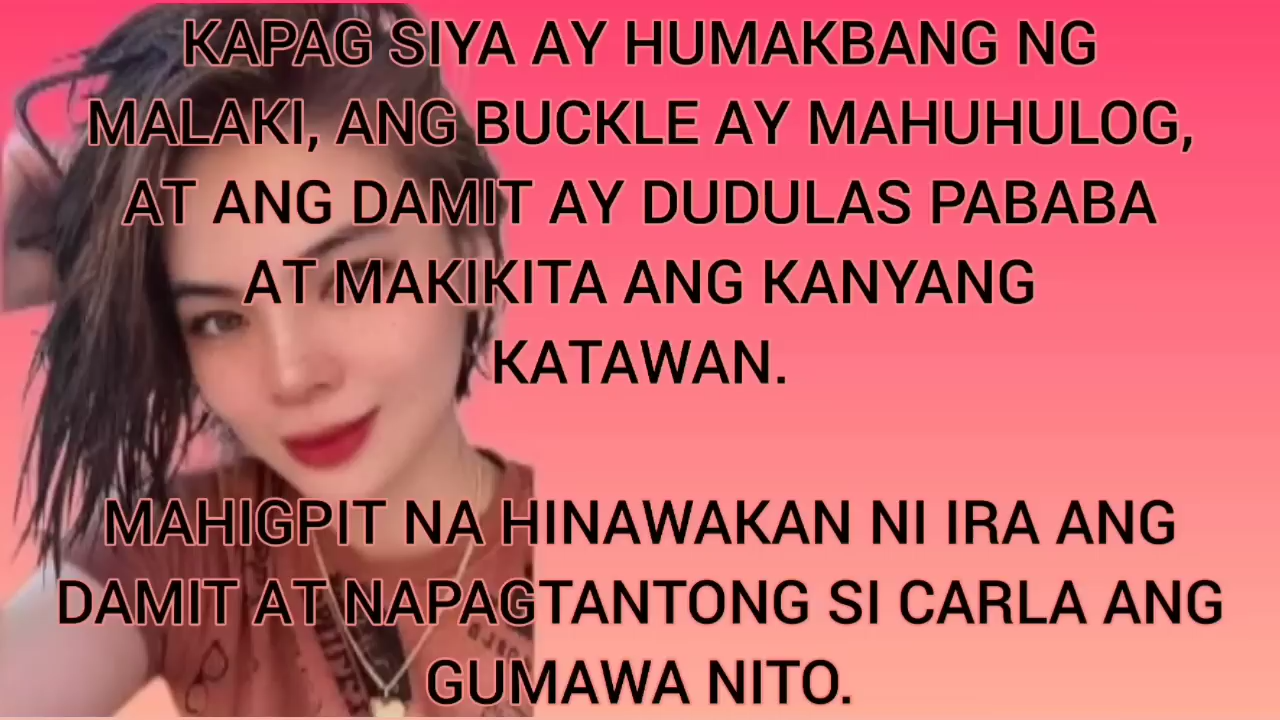 KAPAG SIYA AY HUMAKBANG NG
MALAKI, ANG BUCKLE AY MAHUHULOG,
AT ANG DAMIT AY DUDULAS PABABA
AT MAKIKITA ANG KANYANG
KATAWAN.
MAHIGPIT NA HINAWAKAN NI IRA ANG
DAMIT AT NAPAGTANTONG SI CARLA ANG
GUMAWA NITO.